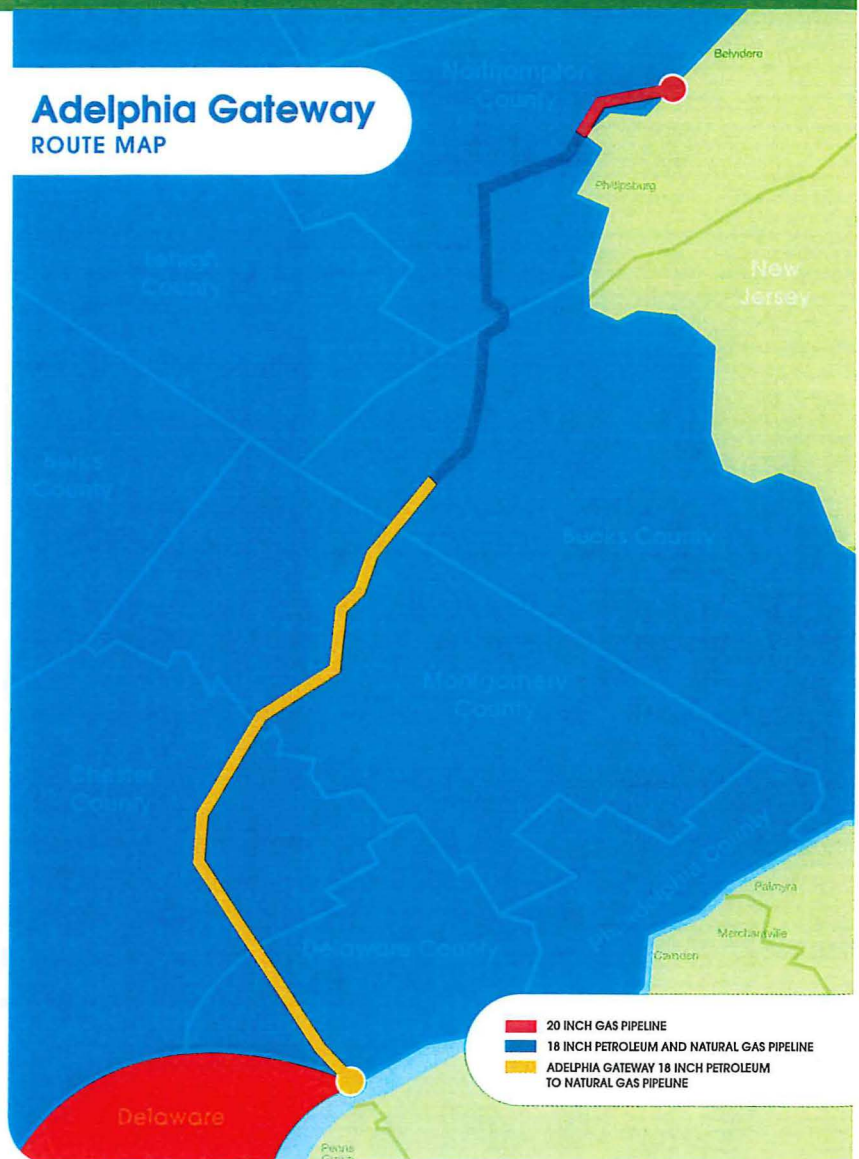 Adelphia Gateway
ROUTE MAP
Northampton
County
Belvidere
Phillipsburg
Lehigh
County
New
Jersey
Berks
County
Bucks County
Montgomery
County
Chester
County
Philadelphia County
Delaware County
Palmyra
Merchantville
Camden
20 INCH GAS PIPELINE
18 INCH PETROLEUM AND NATURAL GAS PIPELINE
ADELPHIA GATEWAY 18 INCH PETROLEUM
TO NATURAL GAS PIPELINE
Delaware
Penns
Grove